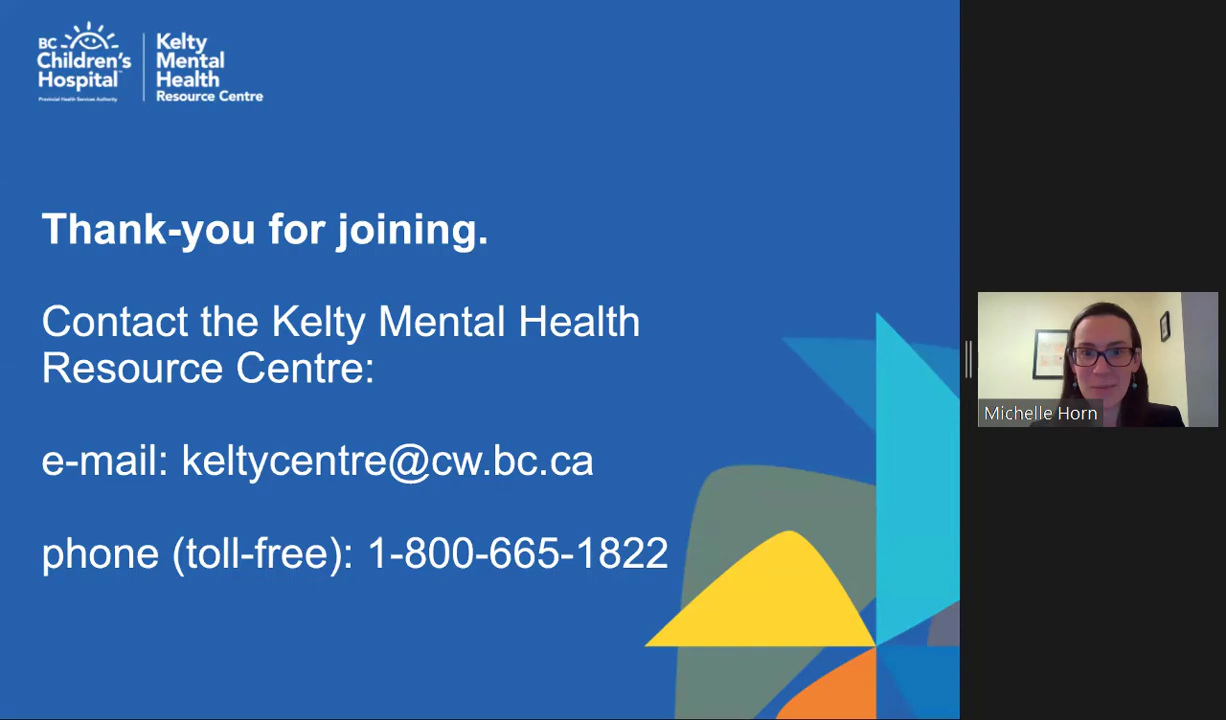 BC
Children's
Hospital
Provincial Health Services Authority
Kelty
Mental
Health
Resource Centre
Thank-you for joining.
Contact the Kelty Mental Health
Resource Centre:
e-mail: keltycentre@cw.bc.ca
phone (toll-free): 1-800-665-1822
Michelle Horn